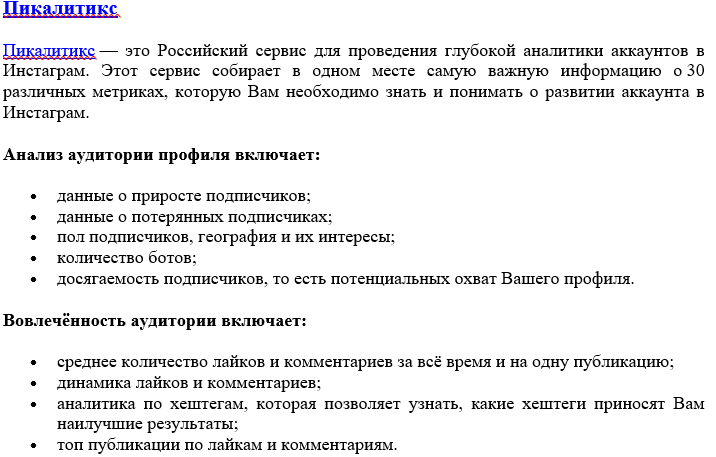 Пикалитикс
Пикалитикс — это Российский сервис для проведения глубокой аналитики аккаунтов в
Инстаграм. Этот сервис собирает в одном месте самую важную информацию о 30
различных метриках, которую Вам необходимо знать и понимать о развитии аккаунта в
Инстаграм.
Анализ аудитории профиля включает:
• данные о приросте подписчиков;
• данные о потерянных подписчиках;
• пол подписчиков, география и их интересы;
• количество ботов;
• досягаемость подписчиков, то есть потенциальных охват Вашего профиля.
Вовлечённость аудитории включает:
• среднее количество лайков и комментариев за всё время и на одну публикацию;
• динамика лайков и комментариев;
• аналитика по хештегам, которая позволяет узнать, какие хештеги приносят Вам
наилучшие результаты;
• топ публикации по лайкам и комментариям.